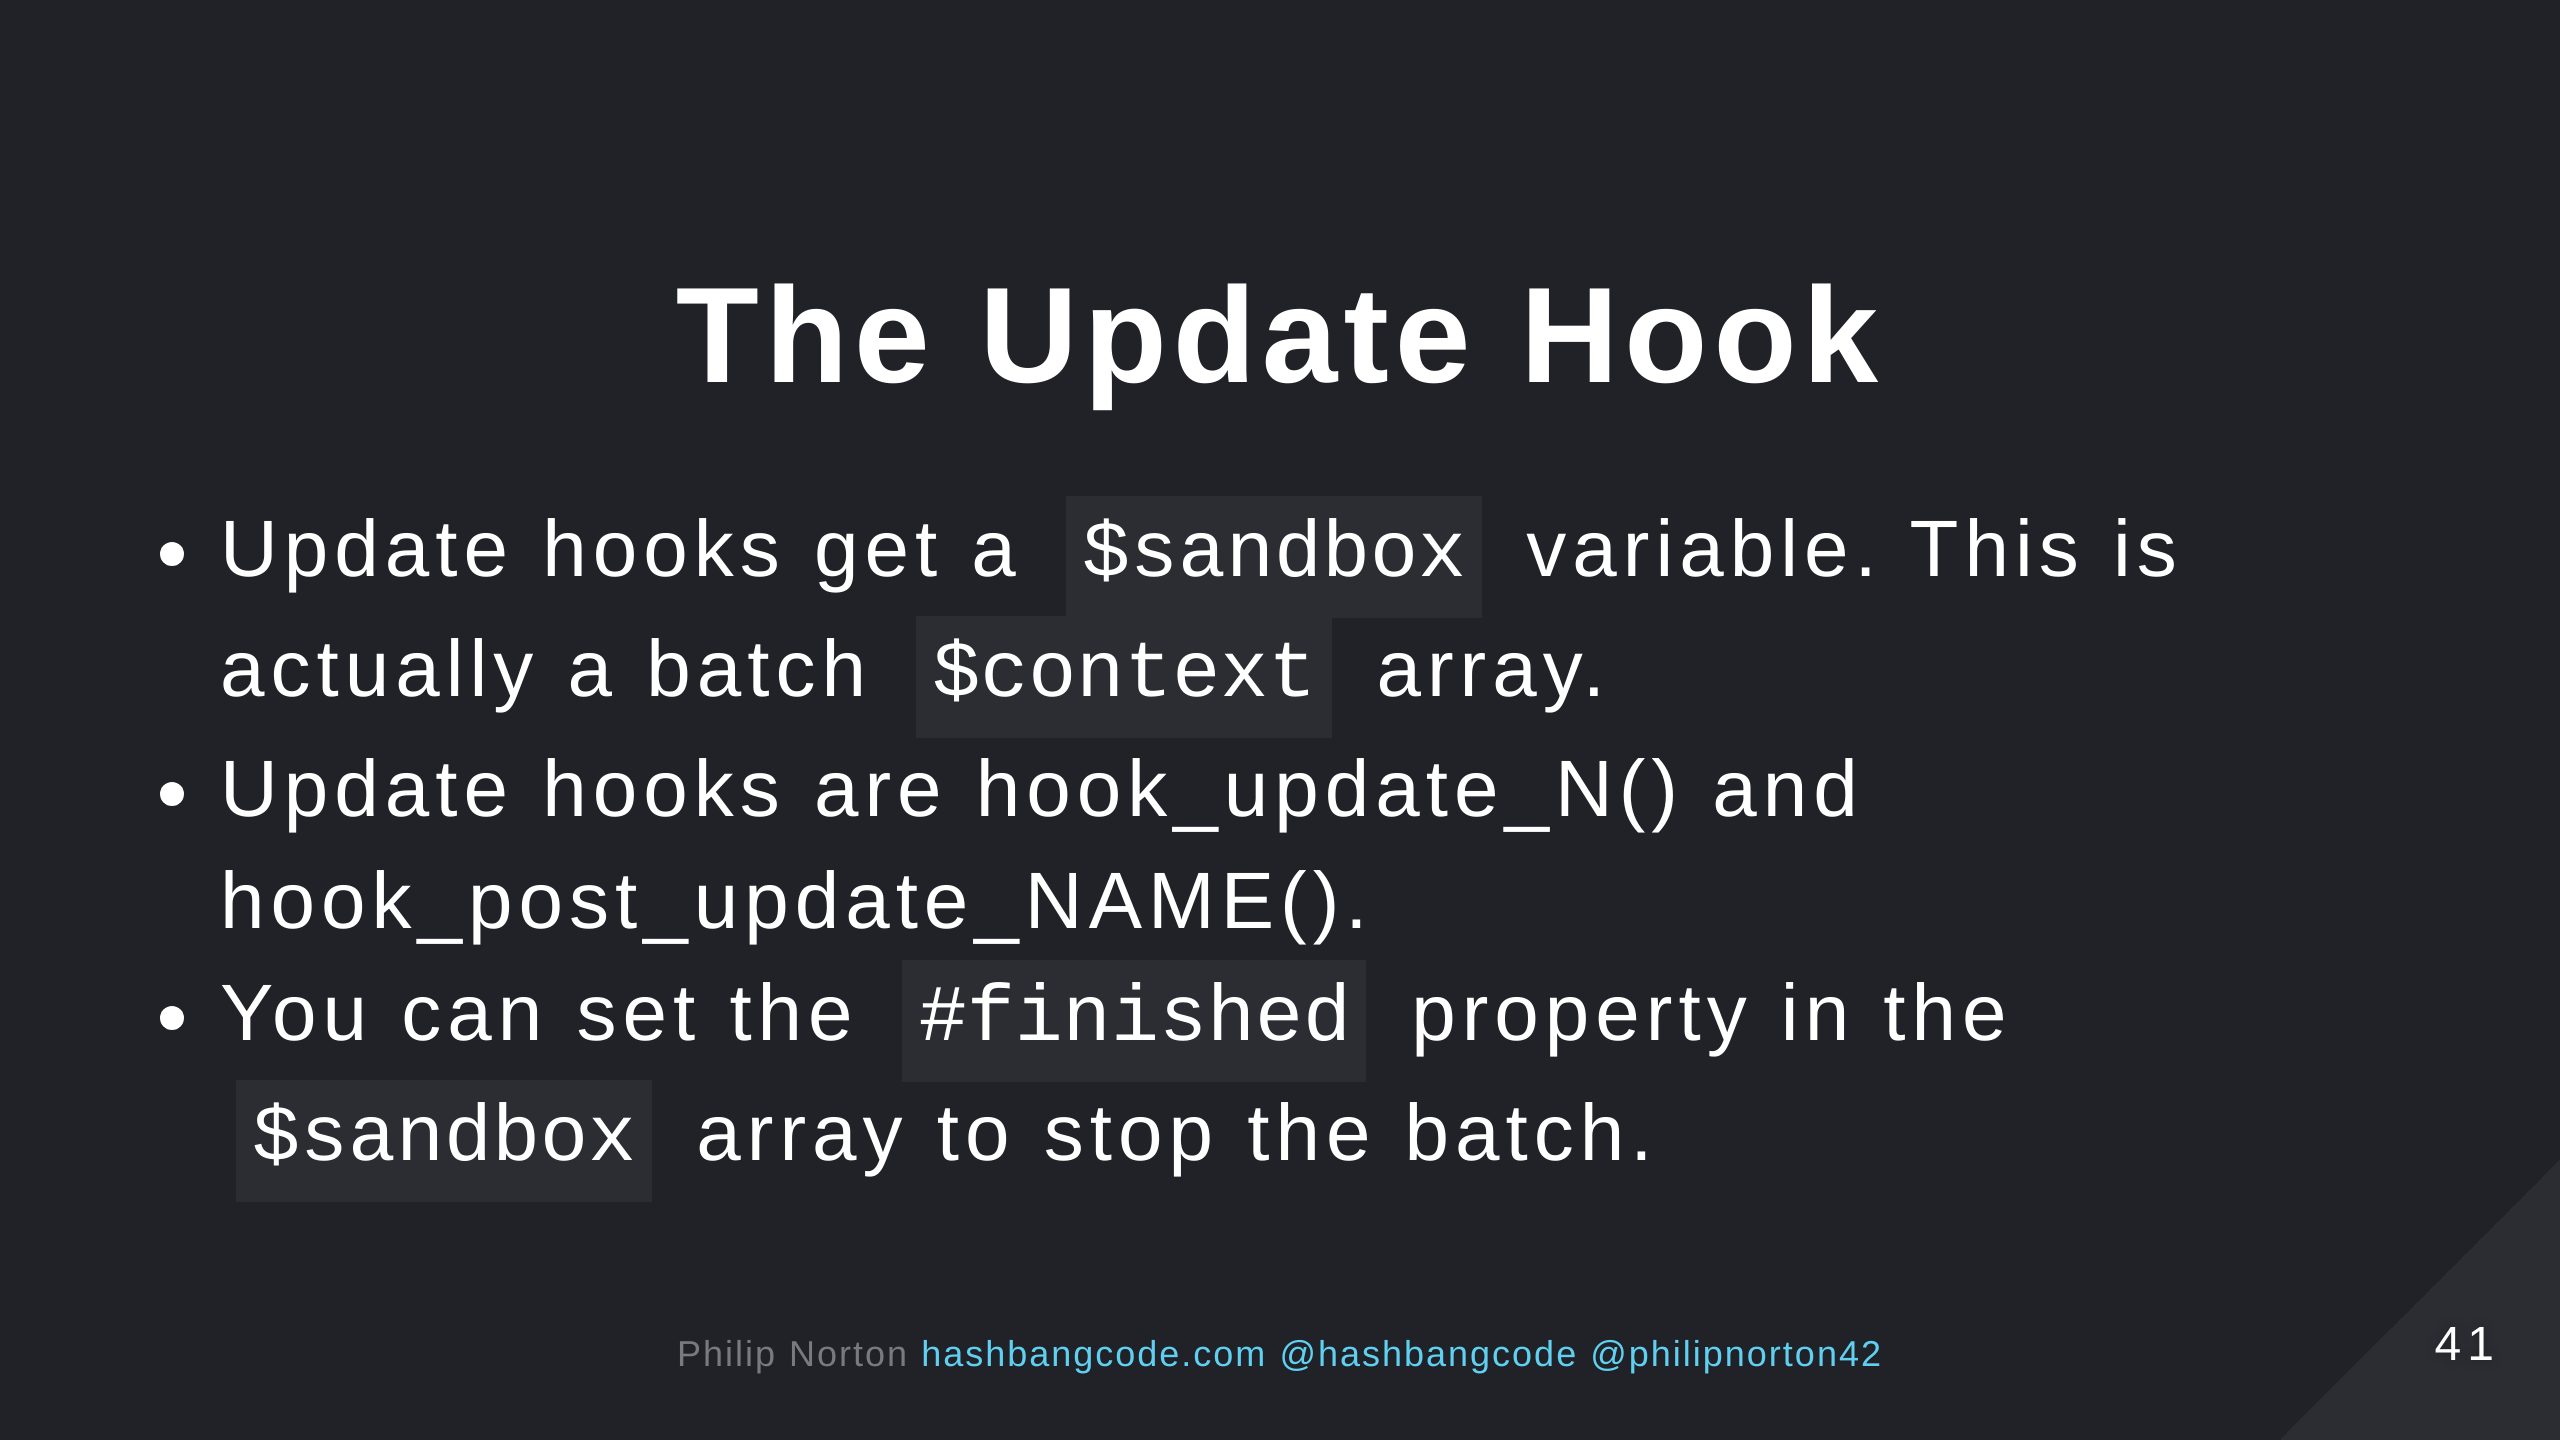 The Update Hook
Update hooks get a $sandbox variable. This is
actually a batch $context array.
Update hooks are hook_update_N() and
hook_post_update_NAME().
You can set the #finished property in the
$sandbox array to stop the batch.
Philip Norton hashbangcode.com @hashbangcode @philipnorton42
41